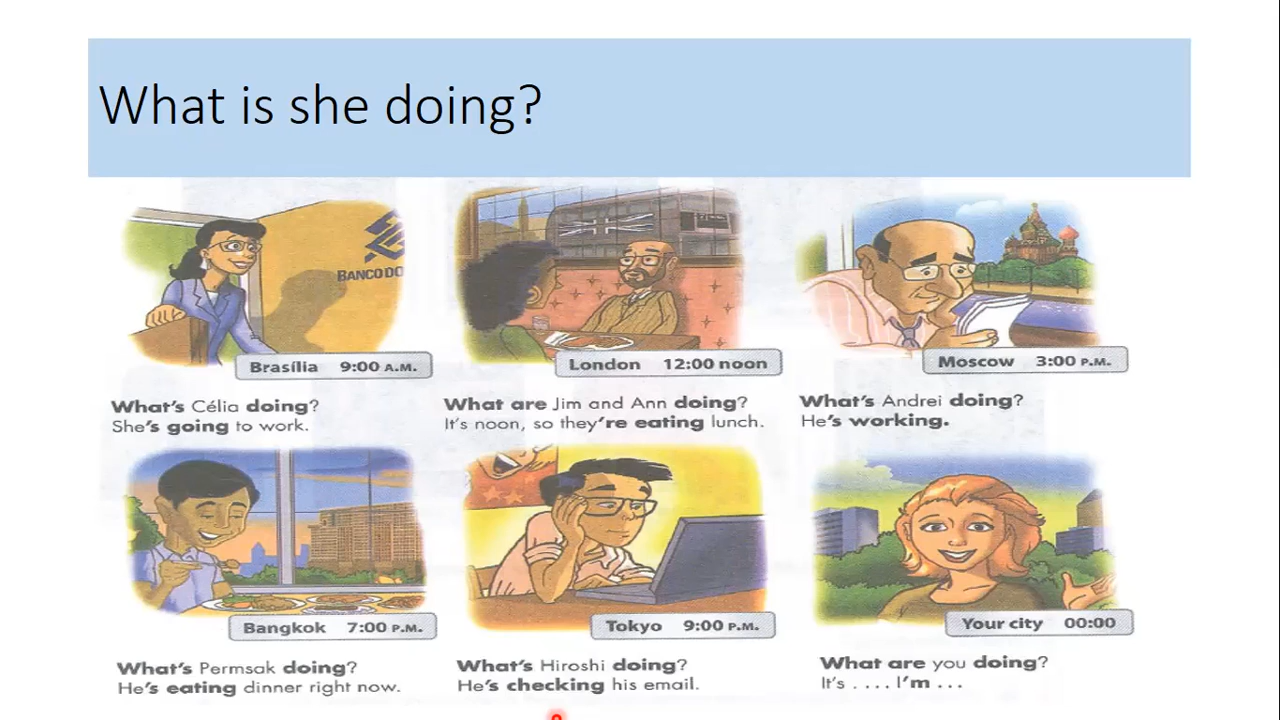 What is she doing?
BANCO DO
Brasília 9:00 A.M.
London 12:00 noon
Moscow 3:00 P.M.
What's Célia doing?
She's going to work.
What are Jim and Ann doing?
It's noon, so they're eating lunch.
What's Andrei doing?
He's working.
Bangkok 7:00 P.M.
Tokyo 9:00 P.M.
Your city 00:00
What's Permsak doing?
He's eating dinner right now.
What's Hiroshi doing?
He's checking his email.
What are you doing?
It's . . . . I'm . . .